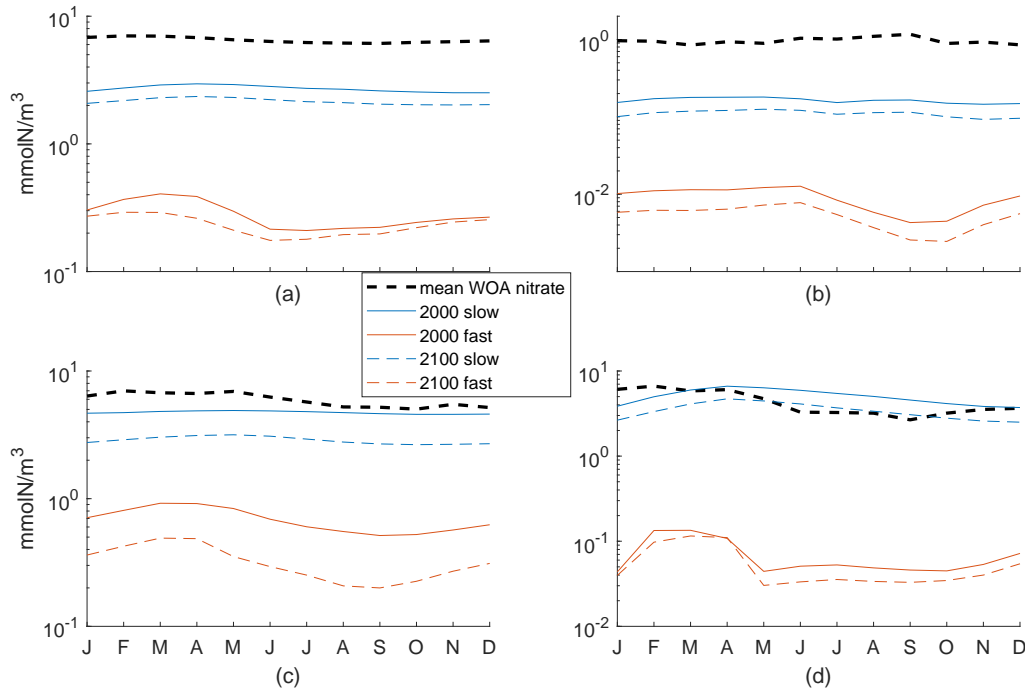 10^1
10^0
10^-1
mmolN/m^3
(a)
10^0
10^-2
(b)
mean WOA nitrate
2000 slow
2000 fast
2100 slow
2100 fast
10^1
10^0
10^-1
mmolN/m^3
J F M A M J J A S O N D
(c)
10^1
10^0
10^-1
10^-2
J F M A M J J A S O N D
(d)